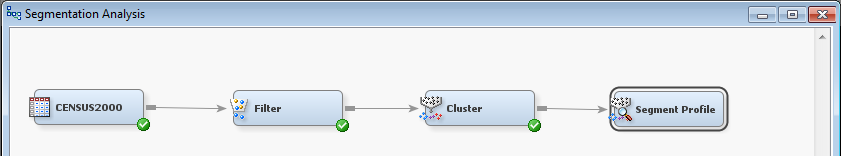 Segmentation Analysis
CENSUS2000
Filter
Cluster
Segment Profile